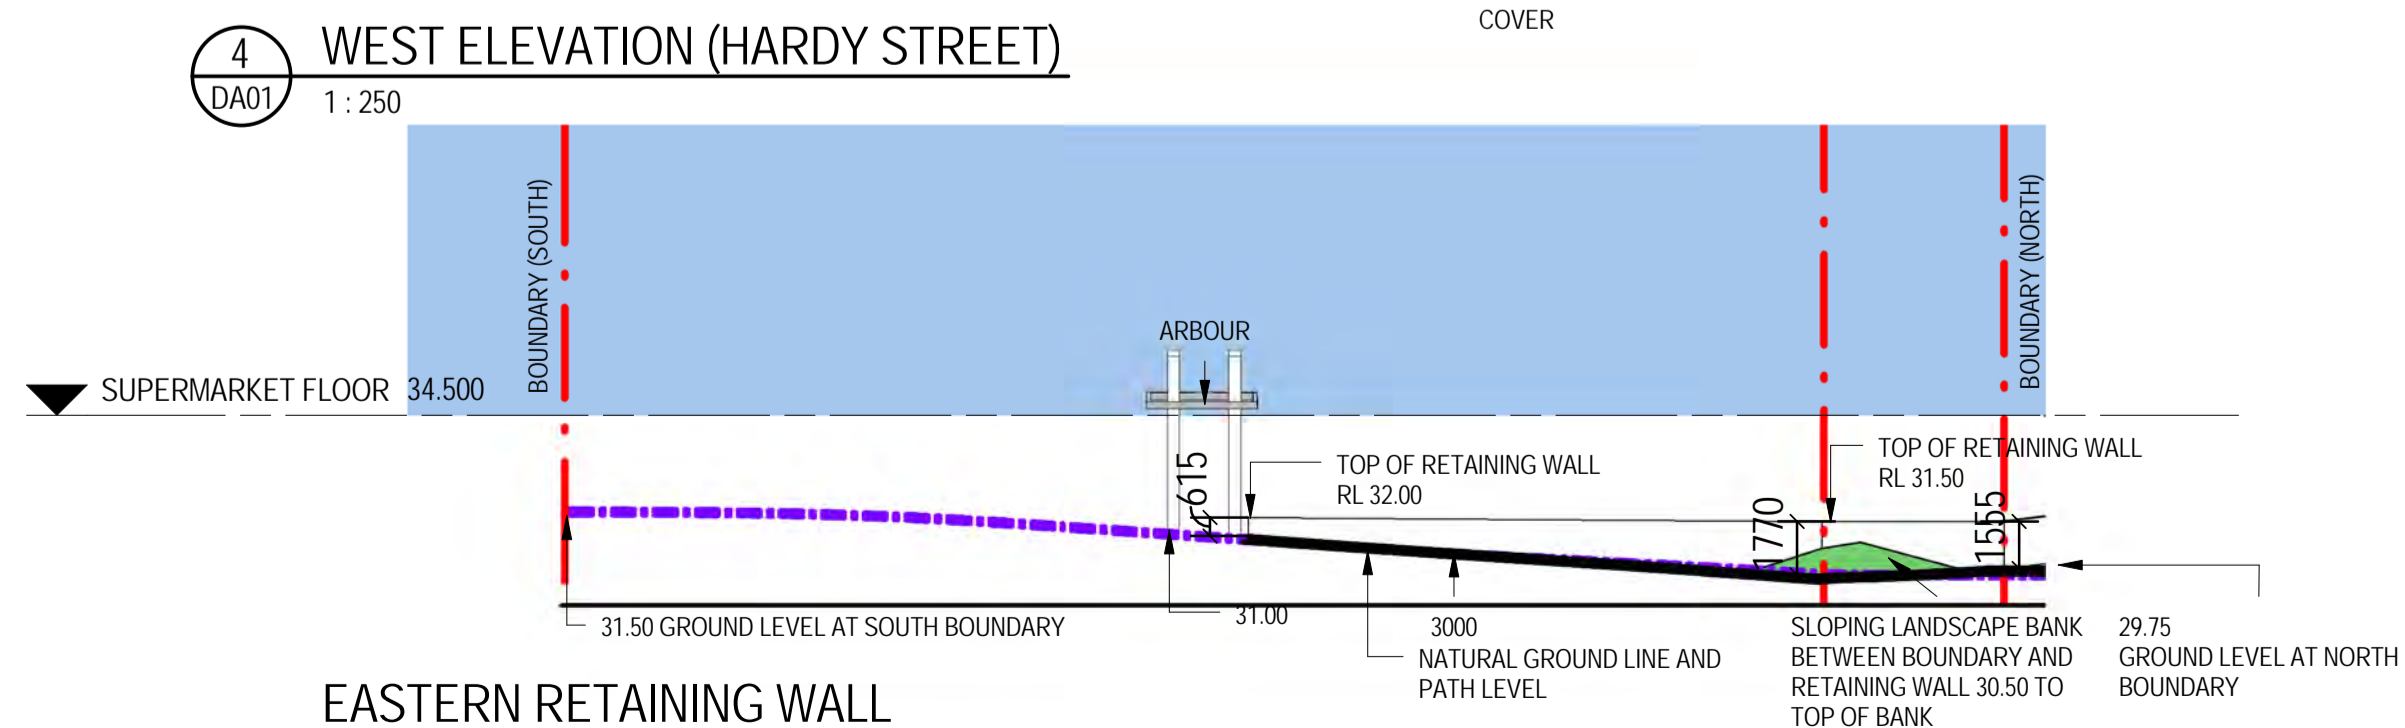 COVER
4
DA01
WEST ELEVATION (HARDY STREET)
1 : 250
BOUNDARY (SOUTH)
BOUNDARY (NORTH)
ARBOUR
SUPERMARKET FLOOR 34.500
615
TOP OF RETAINING WALL
RL 32.00
1770
TOP OF RETAINING WALL
RL 31.50
1555
31.50 GROUND LEVEL AT SOUTH BOUNDARY
31.00
3000
NATURAL GROUND LINE AND
PATH LEVEL
SLOPING LANDSCAPE BANK
BETWEEN BOUNDARY AND
RETAINING WALL 30.50 TO
TOP OF BANK
29.75
GROUND LEVEL AT NORTH
BOUNDARY
EASTERN RETAINING WALL